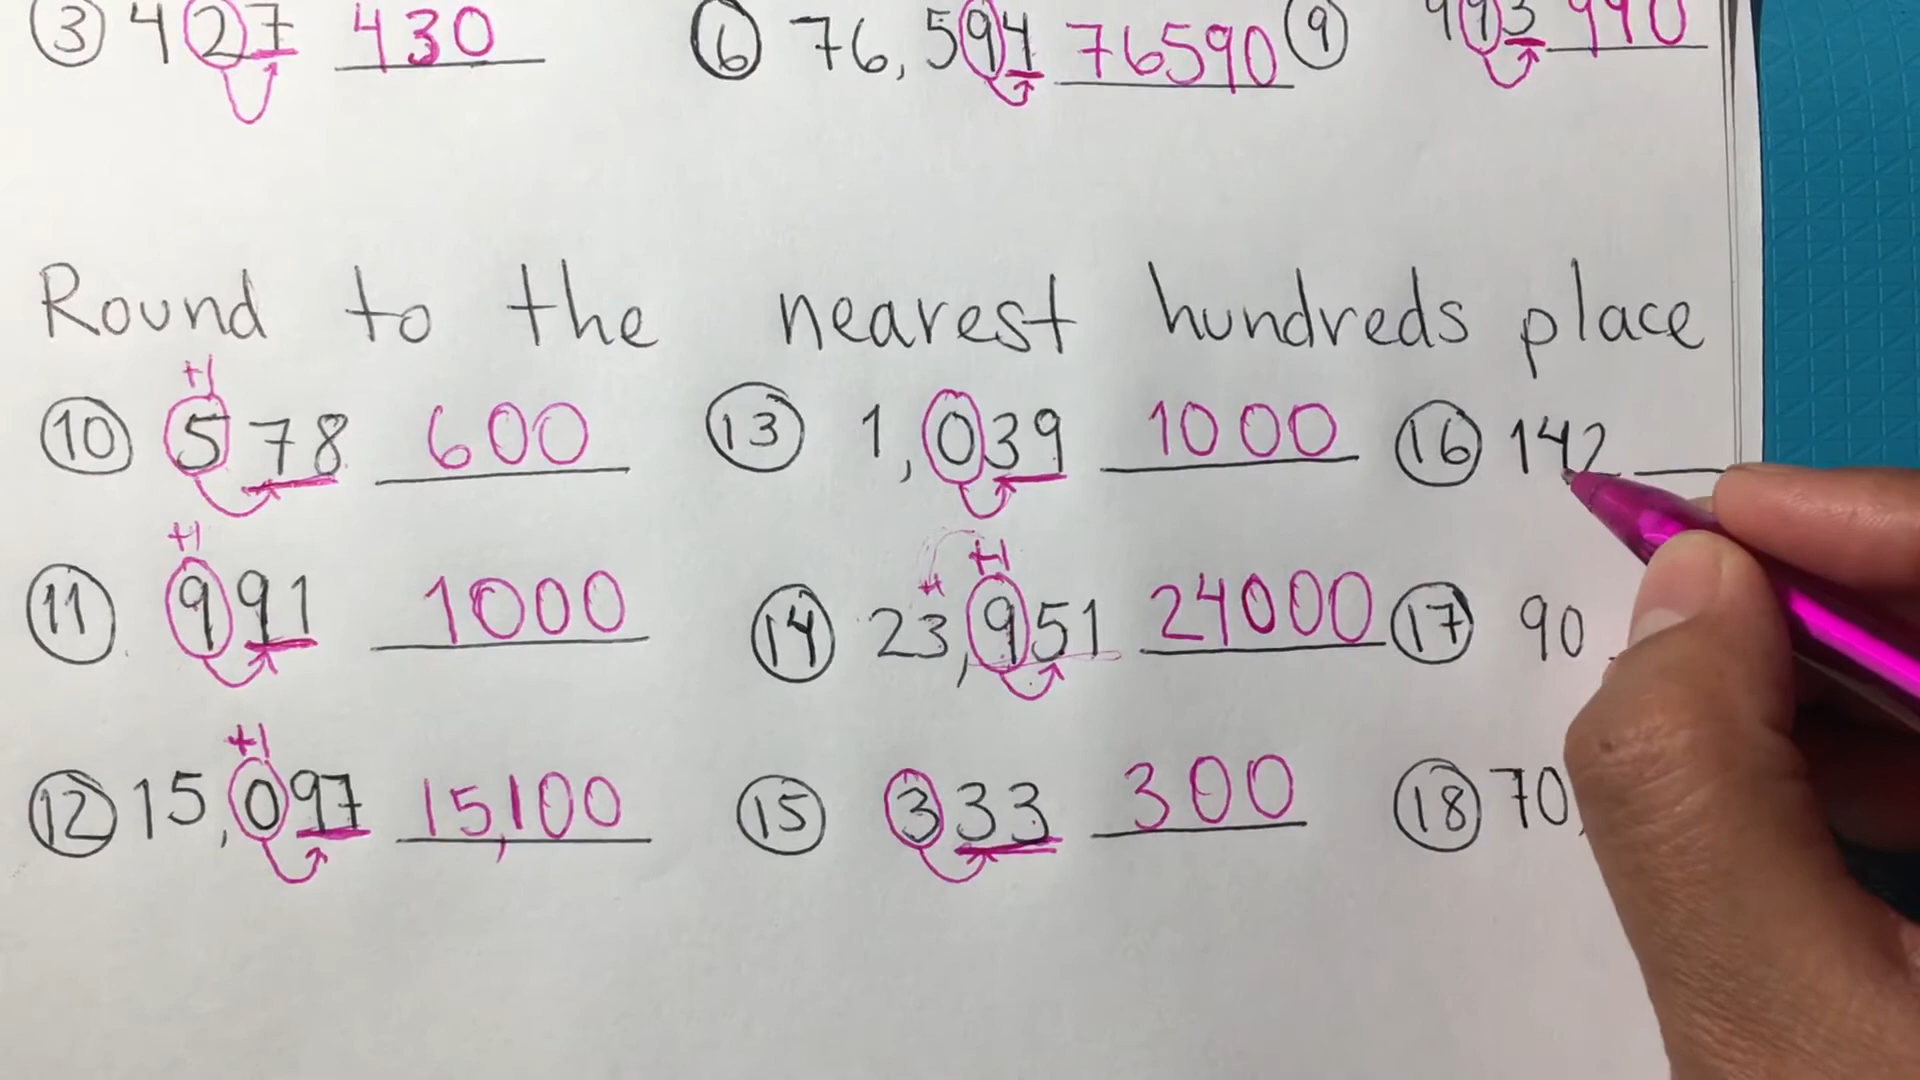 ③ 427 430 ⑥ 76,594 76590 ⑨ 993 990
Round to the nearest hundreds place
+1
⑩ 578 600 ⑬ 1,039 1000 ⑯ 142
+1 +1
⑪ 991 1000 ⑭ 23,951 24000 ⑰ 90
+1
⑫ 15,097 15,100 ⑮ 333 300 ⑱ 70,